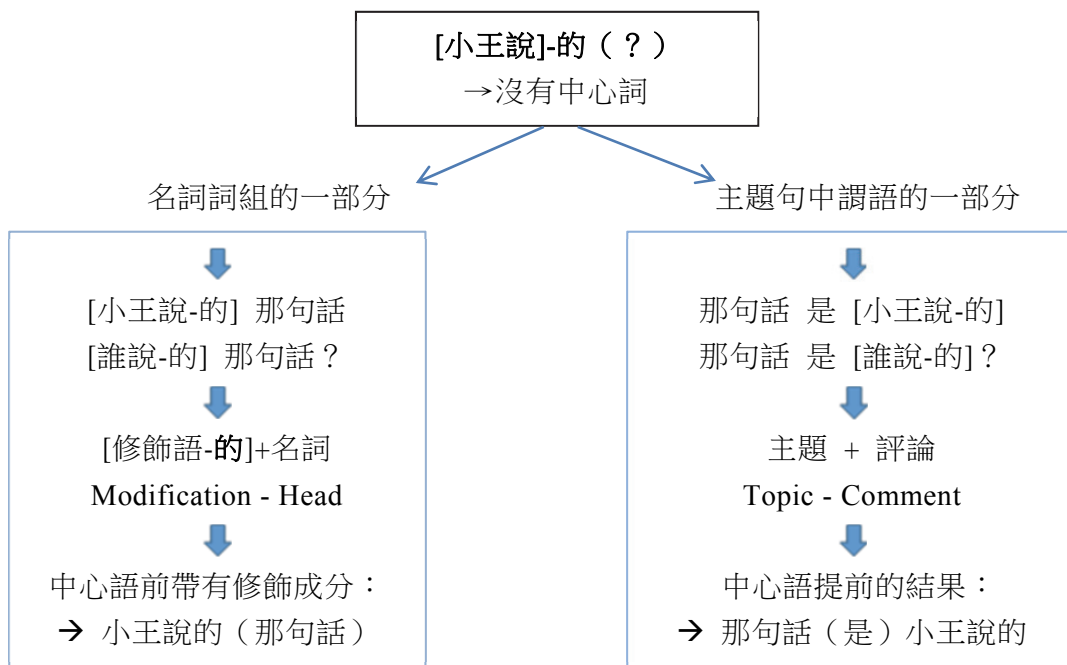 [小王說]-的（？）
→沒有中心詞
名詞詞組的一部分
[小王說-的] 那句話
[誰說-的] 那句話？
[修飾語-的]+名詞
Modification - Head
中心語前帶有修飾成分：
→ 小王說的（那句話）
主題句中謂語的一部分
那句話 是 [小王說-的]
那句話 是 [誰說-的]？
主題 + 評論
Topic - Comment
中心語提前的結果：
→ 那句話（是）小王說的